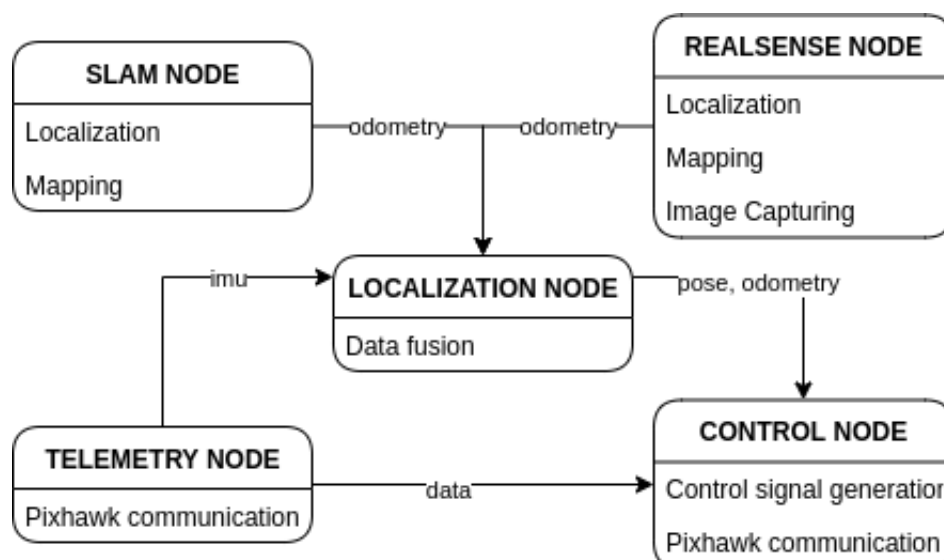 SLAM NODE
Localization
Mapping
REALSENSE NODE
Localization
Mapping
Image Capturing
odometry
odometry
imu
LOCALIZATION NODE
Data fusion
pose, odometry
TELEMETRY NODE
Pixhawk communication
data
CONTROL NODE
Control signal generation
Pixhawk communication